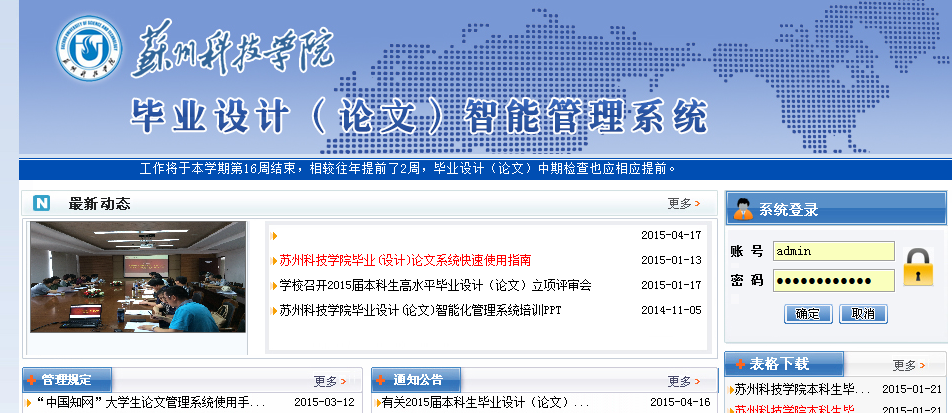 苏州科技学院
毕业设计（论文）智能管理系统
工作将于本学期第16周结束，相较往年提前了2周，毕业设计（论文）中期检查也应相应提前。
N 最新动态 更多 >
2015-04-17
苏州科技学院毕业(设计)论文系统快速使用指南 2015-01-13
学校召开2015届本科生高水平毕业设计（论文）立项评审会 2015-01-17
苏州科技学院毕业设计(论文)智能化管理系统培训PPT 2014-11-05
系统登录
账 号 admin
密 码 ●●●●●●●●●●●●
确定 取消
管理规定 更多 >
“中国知网”大学生论文管理系统使用手... 2015-03-12
通知公告 更多 >
有关2015届本科生毕业设计（论文）... 2015-04-16
表格下载 更多 >
苏州科技学院本科生毕... 2015-01-21
苏州科技学院本科生毕... 2015-01-21